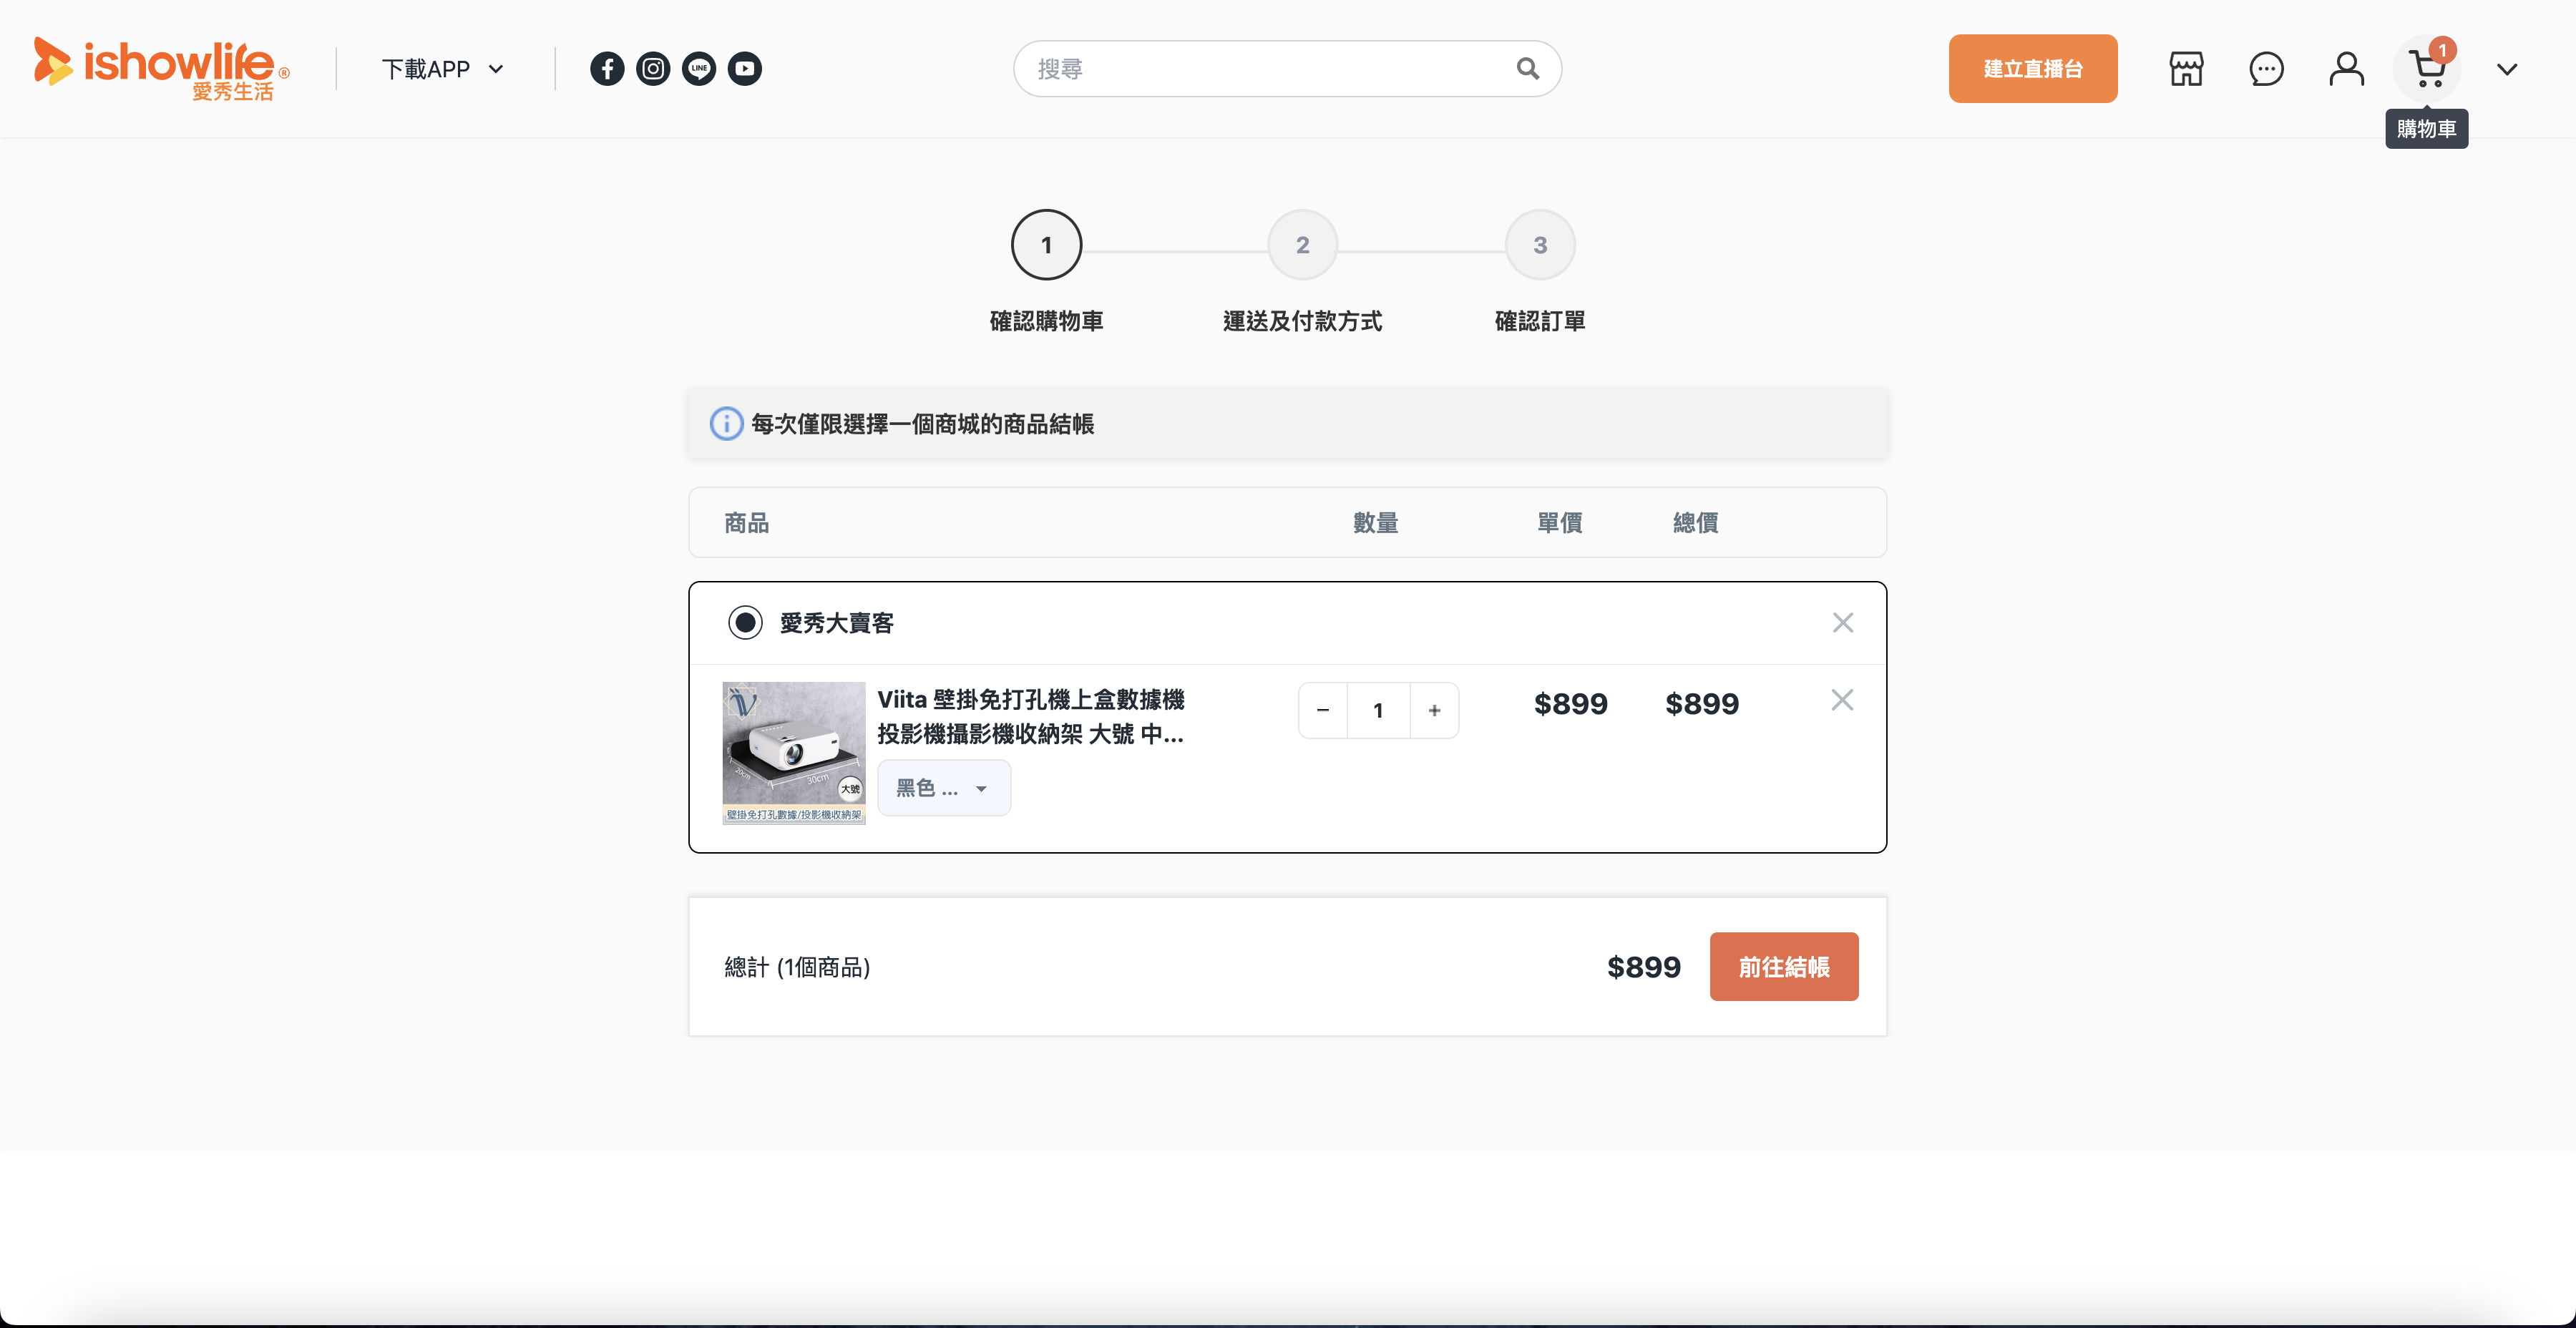 ishowlife®
愛秀生活
下載APP
LINE
搜尋
建立直播台
1
購物車
1
2
3
確認購物車
運送及付款方式
確認訂單
每次僅限選擇一個商城的商品結帳
商品
數量
單價
總價
愛秀大賣客
Viita 壁掛免打孔機上盒數據機
投影機攝影機收納架 大號 中...
黑色 ...
20cm
30cm
大號
壁掛免打孔數據/投影機收納架
− 1 +
$899
$899
總計 (1個商品)
$899
前往結帳